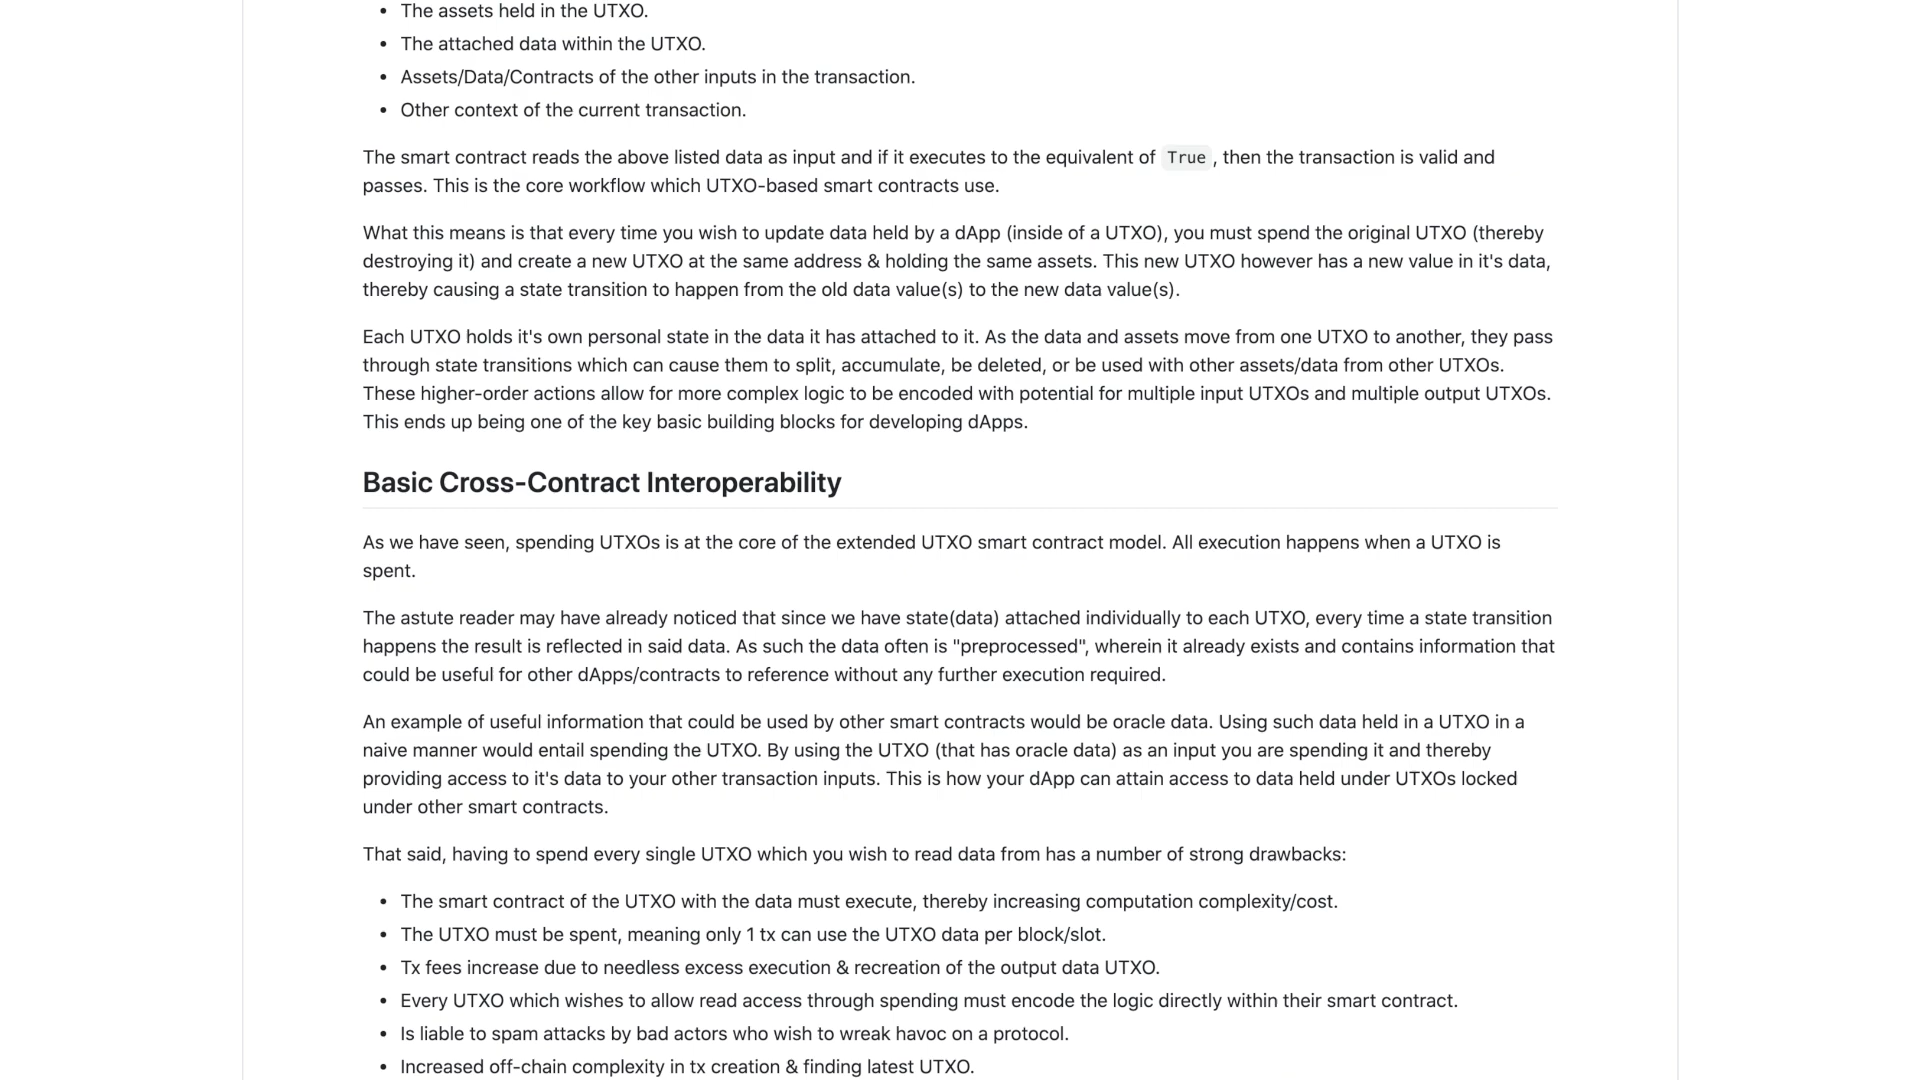 • The assets held in the UTXO.
• The attached data within the UTXO.
• Assets/Data/Contracts of the other inputs in the transaction.
• Other context of the current transaction.
The smart contract reads the above listed data as input and if it executes to the equivalent of True, then the transaction is valid and
passes. This is the core workflow which UTXO-based smart contracts use.
What this means is that every time you wish to update data held by a dApp (inside of a UTXO), you must spend the original UTXO (thereby
destroying it) and create a new UTXO at the same address & holding the same assets. This new UTXO however has a new value in it's data,
thereby causing a state transition to happen from the old data value(s) to the new data value(s).
Each UTXO holds it's own personal state in the data it has attached to it. As the data and assets move from one UTXO to another, they pass
through state transitions which can cause them to split, accumulate, be deleted, or be used with other assets/data from other UTXOs.
These higher-order actions allow for more complex logic to be encoded with potential for multiple input UTXOs and multiple output UTXOs.
This ends up being one of the key basic building blocks for developing dApps.
Basic Cross-Contract Interoperability
As we have seen, spending UTXOs is at the core of the extended UTXO smart contract model. All execution happens when a UTXO is
spent.
The astute reader may have already noticed that since we have state(data) attached individually to each UTXO, every time a state transition
happens the result is reflected in said data. As such the data often is "preprocessed", wherein it already exists and contains information that
could be useful for other dApps/contracts to reference without any further execution required.
An example of useful information that could be used by other smart contracts would be oracle data. Using such data held in a UTXO in a
naive manner would entail spending the UTXO. By using the UTXO (that has oracle data) as an input you are spending it and thereby
providing access to it's data to your other transaction inputs. This is how your dApp can attain access to data held under UTXOs locked
under other smart contracts.
That said, having to spend every single UTXO which you wish to read data from has a number of strong drawbacks:
• The smart contract of the UTXO with the data must execute, thereby increasing computation complexity/cost.
• The UTXO must be spent, meaning only 1 tx can use the UTXO data per block/slot.
• Tx fees increase due to needless excess execution & recreation of the output data UTXO.
• Every UTXO which wishes to allow read access through spending must encode the logic directly within their smart contract.
• Is liable to spam attacks by bad actors who wish to wreak havoc on a protocol.
• Increased off-chain complexity in tx creation & finding latest UTXO.